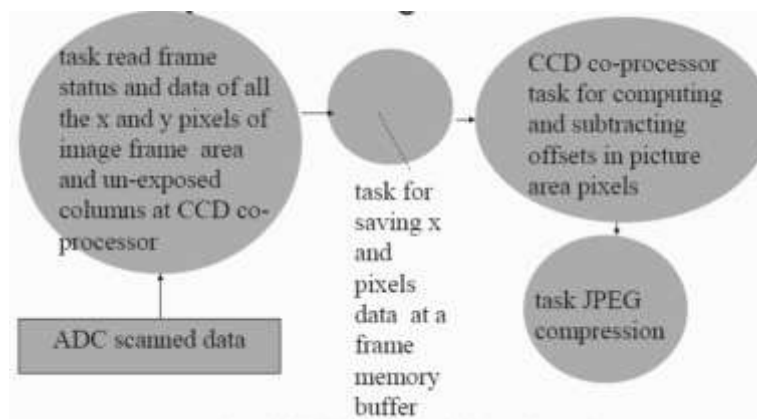 task read frame
status and data of all
the x and y pixels of
image frame area
and un-exposed
columns at CCD co-
processor
ADC scanned data
task for
saving x
and
pixels
data at a
frame
memory
buffer
CCD co-processor
task for computing
and subtracting
offsets in picture
area pixels
task JPEG
compression